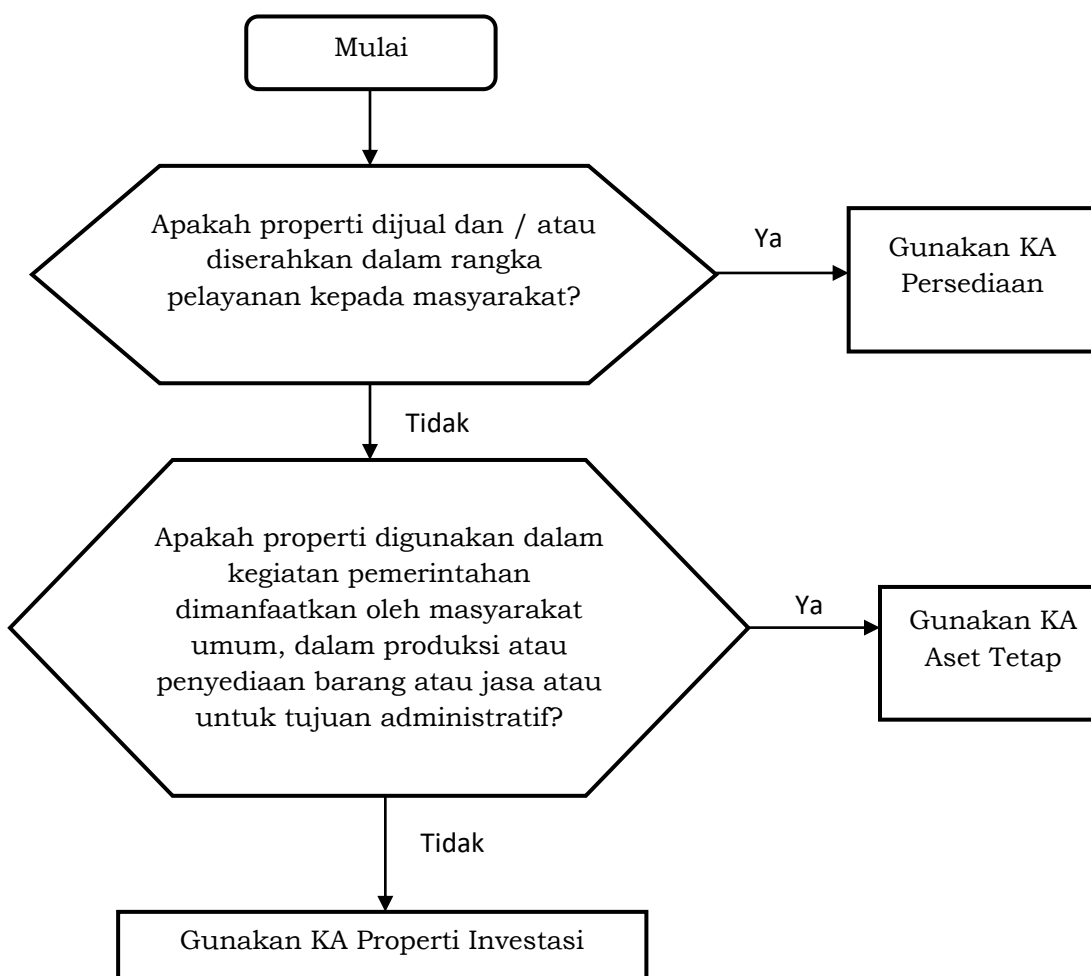 Mulai
Apakah properti dijual dan / atau
diserahkan dalam rangka
pelayanan kepada masyarakat?
Ya
Gunakan KA
Persediaan
Tidak
Apakah properti digunakan dalam
kegiatan pemerintahan
dimanfaatkan oleh masyarakat
umum, dalam produksi atau
penyediaan barang atau jasa atau
untuk tujuan administratif?
Ya
Gunakan KA
Aset Tetap
Tidak
Gunakan KA Properti Investasi